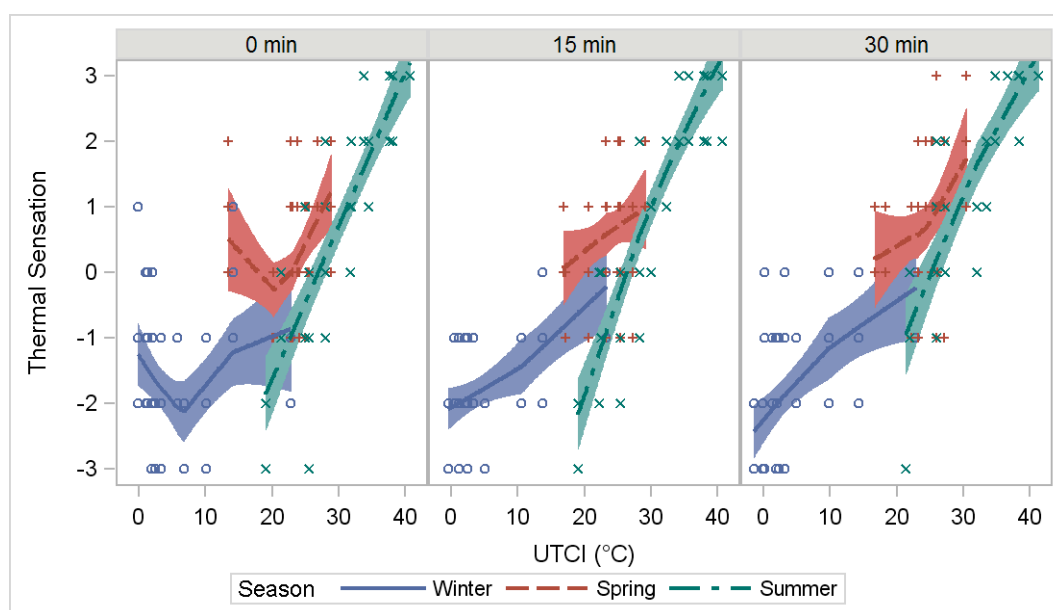 0 min 15 min 30 min
3
2
1
0
-1
-2
-3
Thermal Sensation
0 10 20 30 40 0 10 20 30 40 0 10 20 30 40
UTCI (°C)
Season Winter Spring Summer